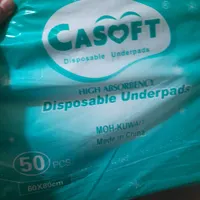 CASOFT
Disposable Underpads
HIGH ABSORBENCY
Disposable Underpads
MOH-KUWAIT
Made in China
50 pcs
60X90cm